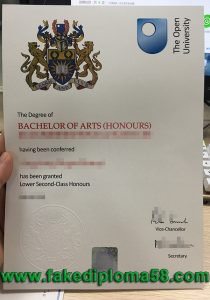 The Open
University
The Degree of
BACHELOR OF ARTS (HONOURS)
having been conferred
has been granted
Lower Second-Class Honours
Vice-Chancellor
Secretary
www.fakediploma58.com